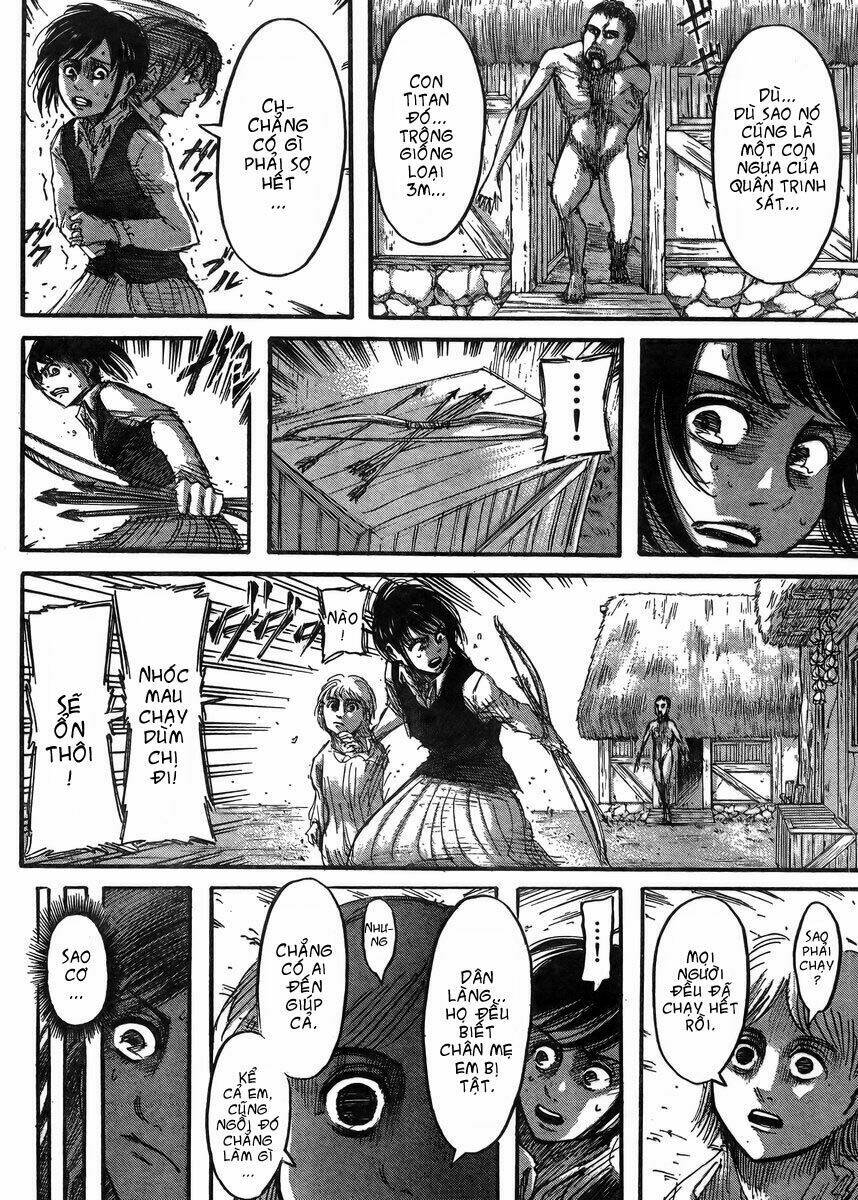 DÙ...
DÙ SAO NÓ
CŨNG LÀ
MỘT CON
NGỰA CỦA
QUÂN TRINH
SÁT...
CON
TITAN
ĐÓ...
TRÔNG
GIỐNG
LOẠI
3M...
CH-
CHẲNG
CÓ GÌ
PHẢI SỢ
HẾT
...
...!
NÀO
!
NHÓC
MAU
CHẠY
DÙM CHỊ
ĐI!
SẼ
ỔN
THÔI
!
SAO
PHẢI
CHẠY
?
MỌI
NGƯỜI
ĐỀU ĐÃ
CHẠY HẾT
RỒI.
...!
DÂN
LÀNG...
HỌ ĐỀU
BIẾT
CHÂN MẸ
EM BỊ
TẬT.
NHƯ-
NG
CHẲNG
CÓ AI
ĐẾN
GIÚP
CẢ.
KỂ
CẢ EM,
CŨNG
NGỒI ĐÓ
CHẲNG
LÀM GÌ
...
SAO
CƠ
...